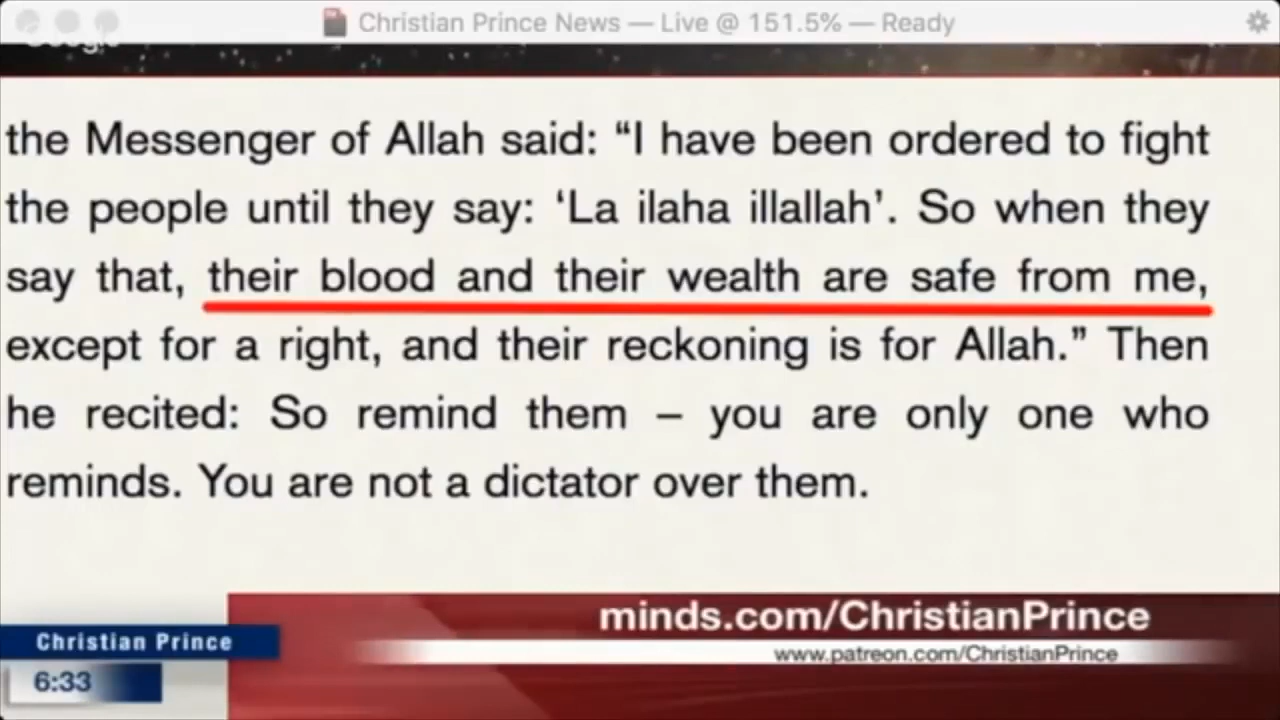 Christian Prince News — Live @ 151.5% — Ready
the Messenger of Allah said: “I have been ordered to fight
the people until they say: ‘La ilaha illallah’. So when they
say that, their blood and their wealth are safe from me,
except for a right, and their reckoning is for Allah.” Then
he recited: So remind them – you are only one who
reminds. You are not a dictator over them.
minds.com/ChristianPrince
Christian Prince
www.patreon.com/ChristianPrince
6:33